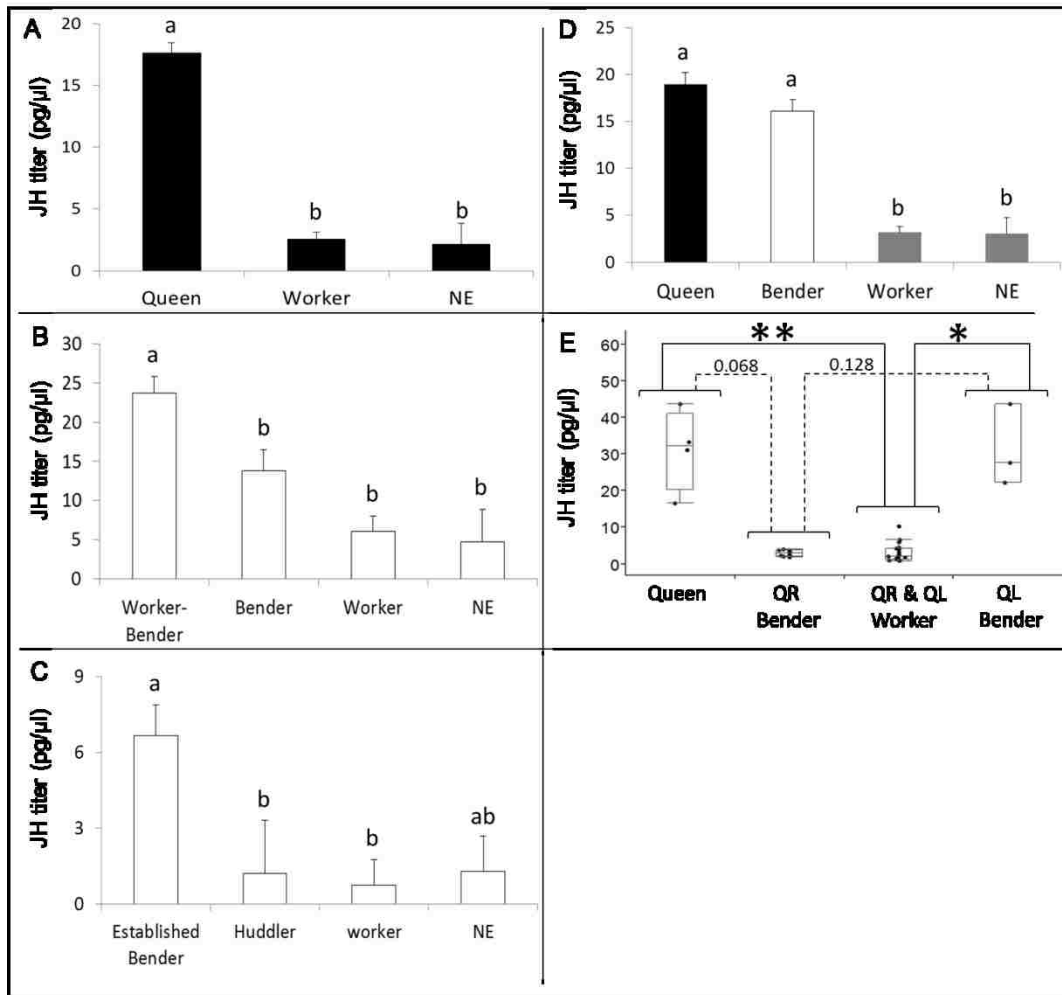 A
JH titer (pg/µl)
20
15
10
5
0
a
b
b
Queen Worker NE
B
JH titer (pg/µl)
30
25
20
15
10
5
0
a
b
b
b
Worker- Bender Worker NE
Bender
C
JH titer (pg/µl)
9
6
3
0
a
b
b
ab
Established Huddler worker NE
Bender
D
JH titer (pg/µl)
25
20
15
10
5
0
a
a
b
b
Queen Bender Worker NE
E
JH titer (pg/µl)
60
50
40
30
20
10
0
** *
0.068 0.128
Queen QR QR & QL QL
Bender Worker Bender